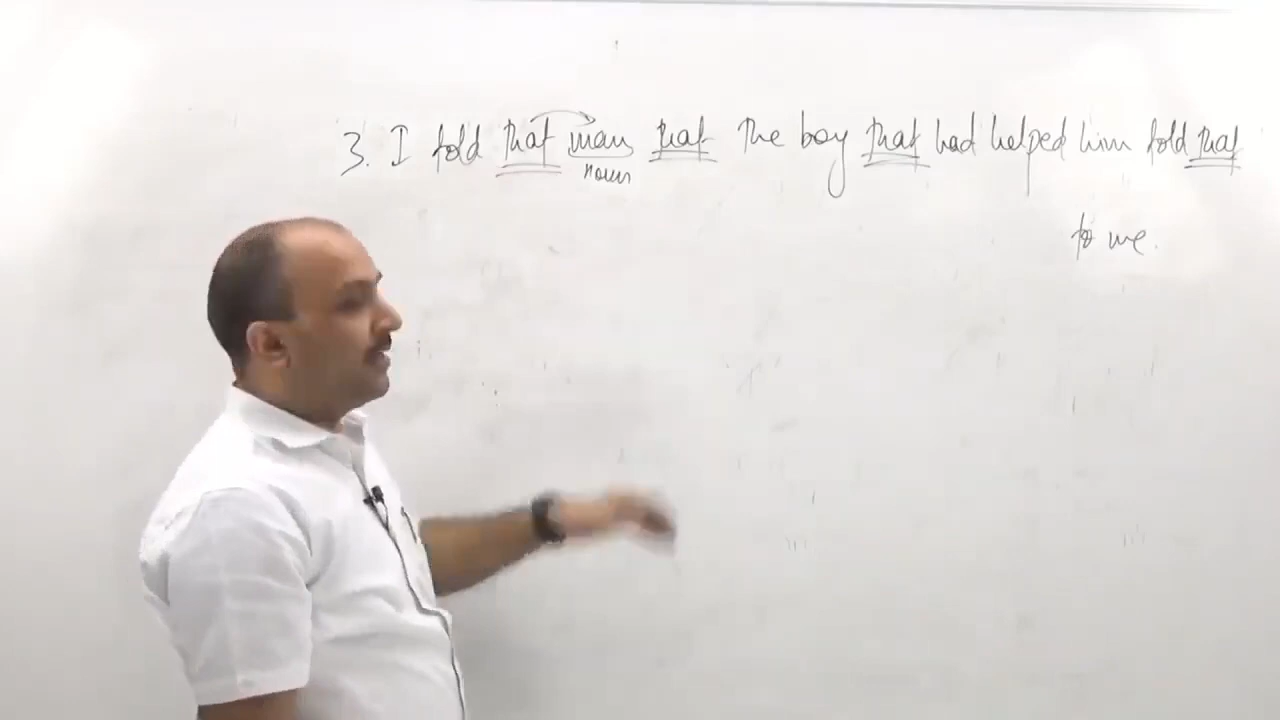 3. I told that man that the boy that had helped him told that
noun
to me.